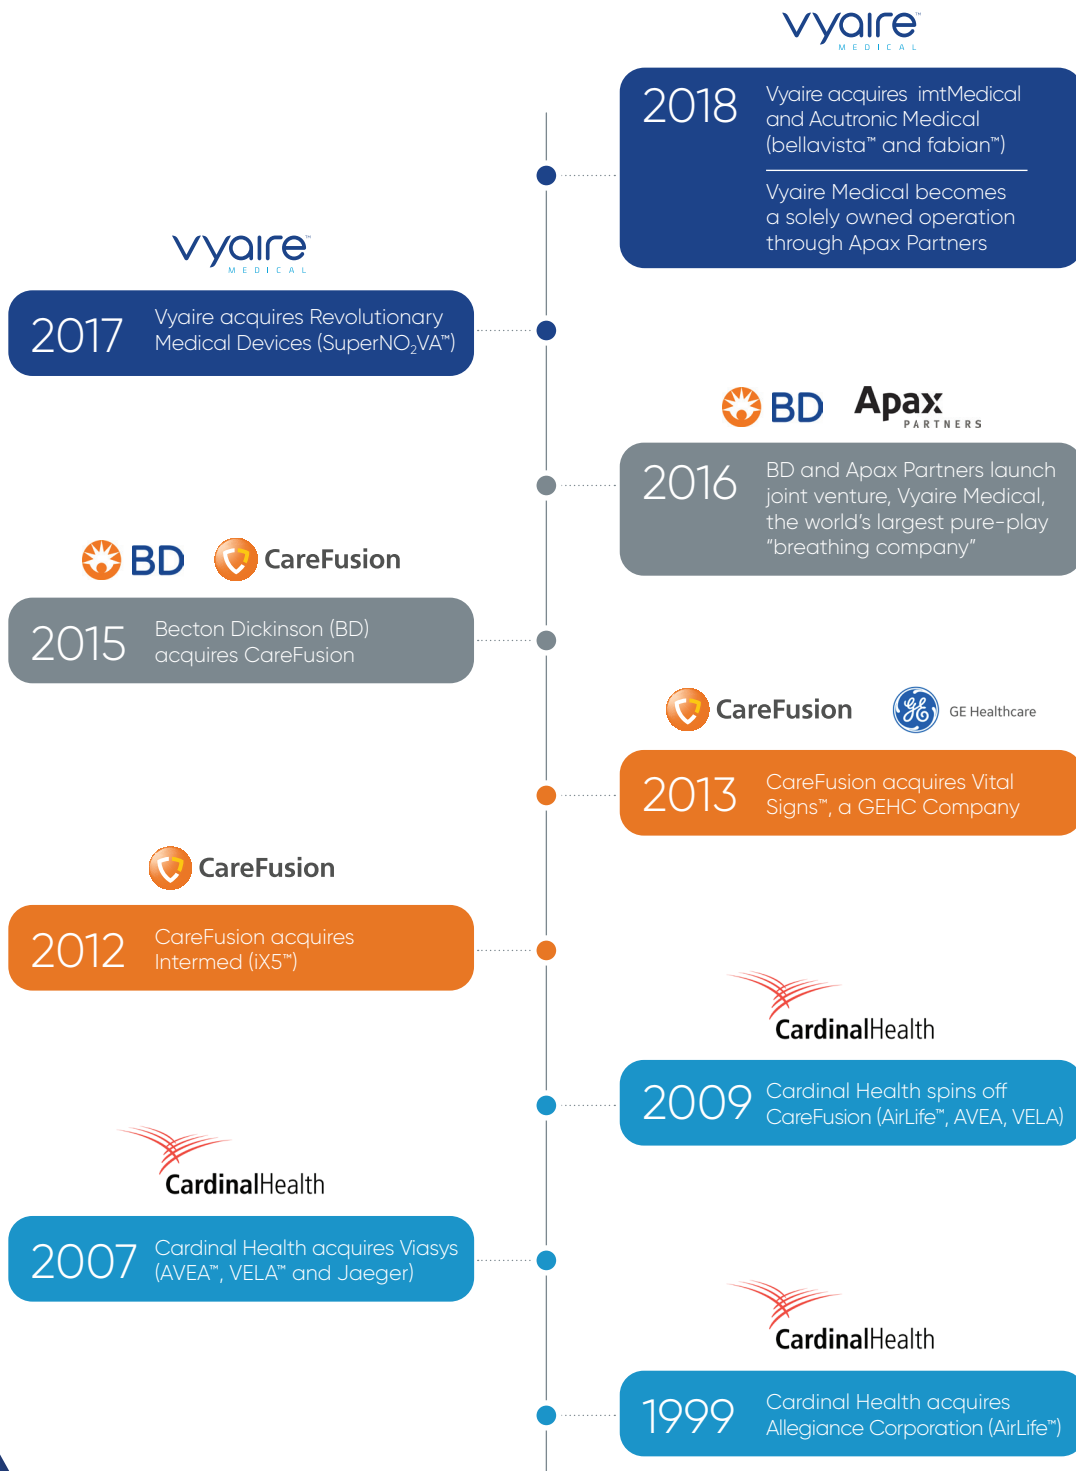 vyaire™
MEDICAL
2018
Vyaire acquires imtMedical
and Acutronic Medical
(bellavista™ and fabian™)
Vyaire Medical becomes
a solely owned operation
through Apax Partners
vyaire™
MEDICAL
2017
Vyaire acquires Revolutionary
Medical Devices (SuperNO₂VA™)
BD
Apax
PARTNERS
2016
BD and Apax Partners launch
joint venture, Vyaire Medical,
the world's largest pure-play
“breathing company”
BD
CareFusion
2015
Becton Dickinson (BD)
acquires CareFusion
CareFusion
GE
GE Healthcare
2013
CareFusion acquires Vital
Signs™, a GEHC Company
CareFusion
2012
CareFusion acquires
Intermed (iX5™)
CardinalHealth
2009
Cardinal Health spins off
CareFusion (AirLife™, AVEA, VELA)
CardinalHealth
2007
Cardinal Health acquires Viasys
(AVEA™, VELA™ and Jaeger)
CardinalHealth
1999
Cardinal Health acquires
Allegiance Corporation (AirLife™)